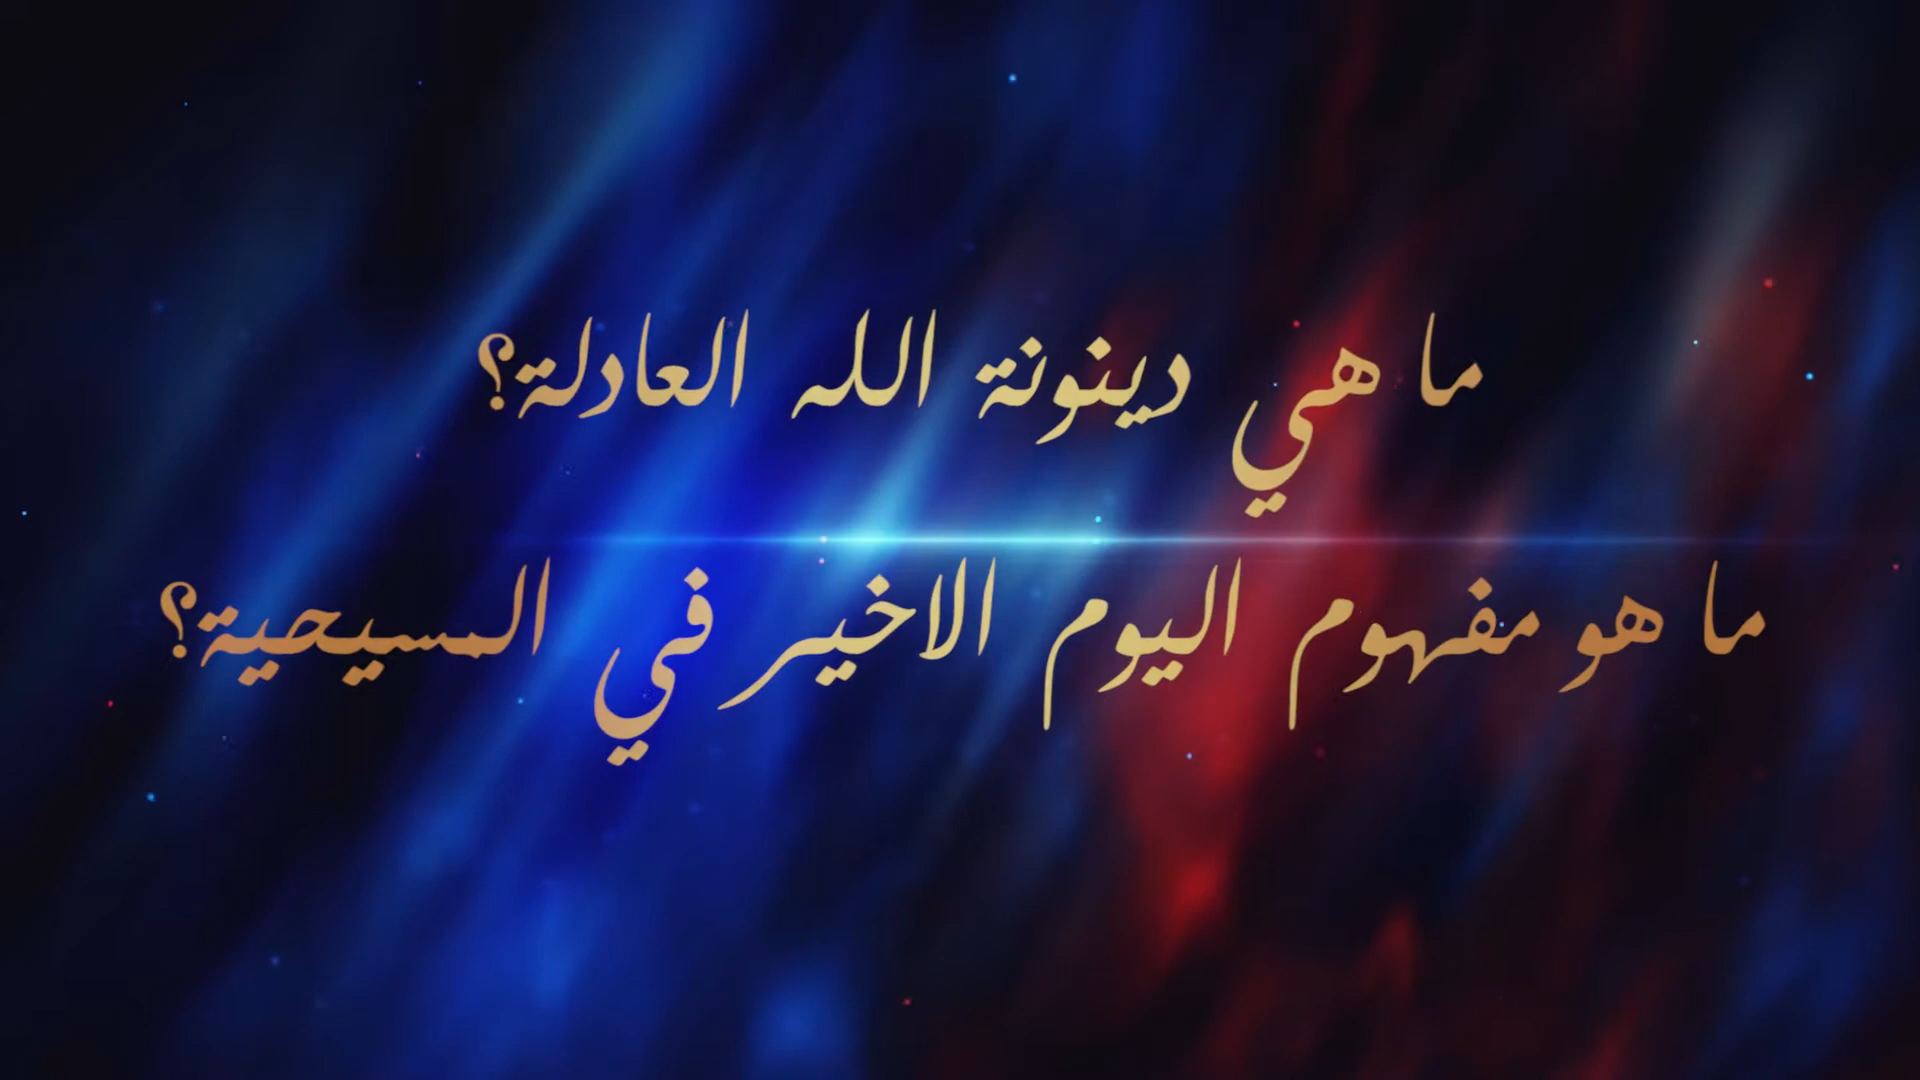 ما هي دينونة الله العادلة؟
ما هو مفهوم اليوم الاخير في المسيحية؟